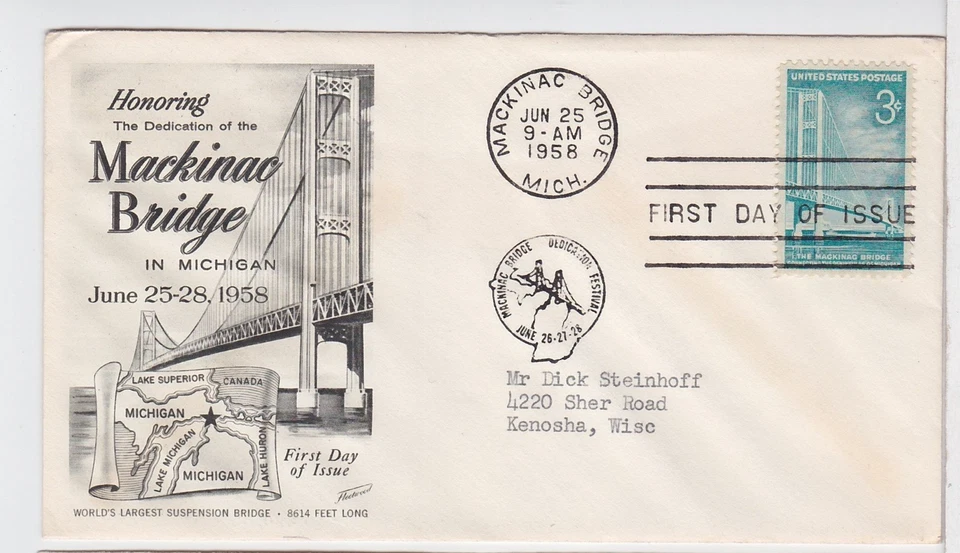 Honoring
The Dedication of the
Mackinac
Bridge
IN MICHIGAN
June 25-28, 1958
LAKE SUPERIOR
CANADA
MICHIGAN
LAKE MICHIGAN
MICHIGAN
LAKE HURON
First Day
of Issue
Fleetwood
WORLD'S LARGEST SUSPENSION BRIDGE · 8614 FEET LONG
MACKINAC BRIDGE
JUN 25
9-AM
1958
MICH.
MACKINAC BRIDGE DEDICATION FESTIVAL
JUNE 26-27-28
UNITED STATES POSTAGE
3¢
FIRST DAY OF ISSUE
THE MACKINAC BRIDGE
Mr Dick Steinhoff
4220 Sher Road
Kenosha, Wisc